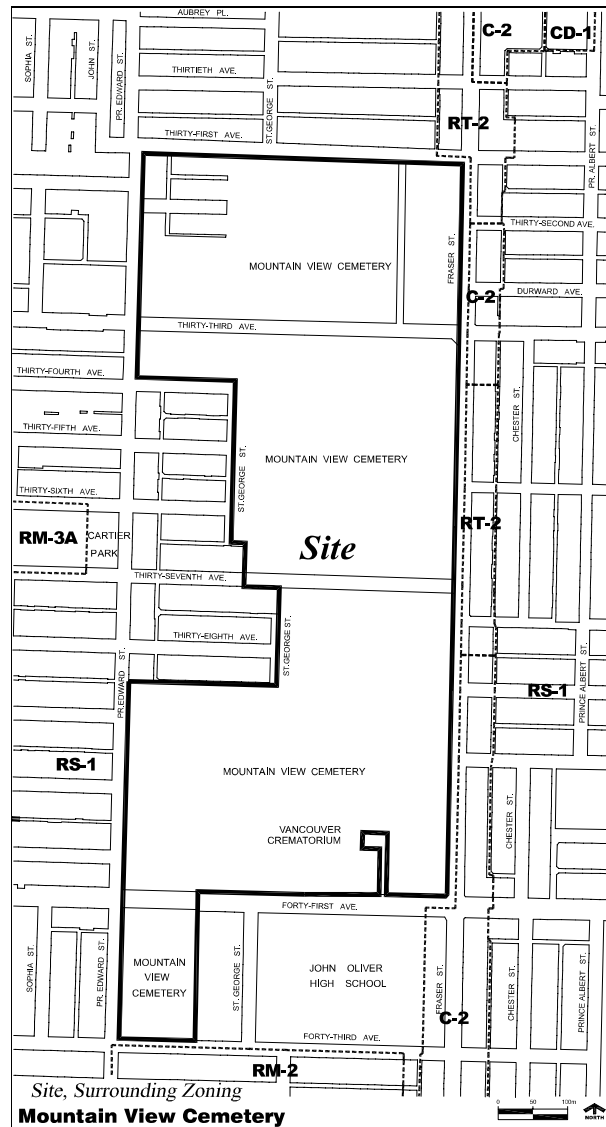 AUBREY PL.
C-2
CD-1
SOPHIA ST.
JOHN ST.
PR. EDWARD ST.
THIRTIETH AVE.
ST.GEORGE ST.
THIRTY-FIRST AVE.
RT-2
PR. ALBERT ST.
THIRTY-SECOND AVE.
MOUNTAIN VIEW CEMETERY
FRASER ST.
DURWARD AVE.
C-2
THIRTY-THIRD AVE.
THIRTY-FOURTH AVE.
CHESTER ST.
THIRTY-FIFTH AVE.
MOUNTAIN VIEW CEMETERY
ST.GEORGE ST.
THIRTY-SIXTH AVE.
RT-2
RM-3A
CARTIER
PARK
Site
THIRTY-SEVENTH AVE.
THIRTY-EIGHTH AVE.
ST.GEORGE ST.
PR.EDWARD ST.
PRINCE ALBERT ST.
RS-1
RS-1
MOUNTAIN VIEW CEMETERY
CHESTER ST.
VANCOUVER
CREMATORIUM
FORTY-FIRST AVE.
SOPHIA ST.
PR. EDWARD ST.
MOUNTAIN
VIEW
CEMETERY
ST.GEORGE ST.
JOHN OLIVER
HIGH SCHOOL
FRASER ST.
CHESTER ST.
PRINCE ALBERT ST.
C-2
FORTY-THIRD AVE.
RM-2
Site, Surrounding Zoning
Mountain View Cemetery
0 50 100m
NORTH